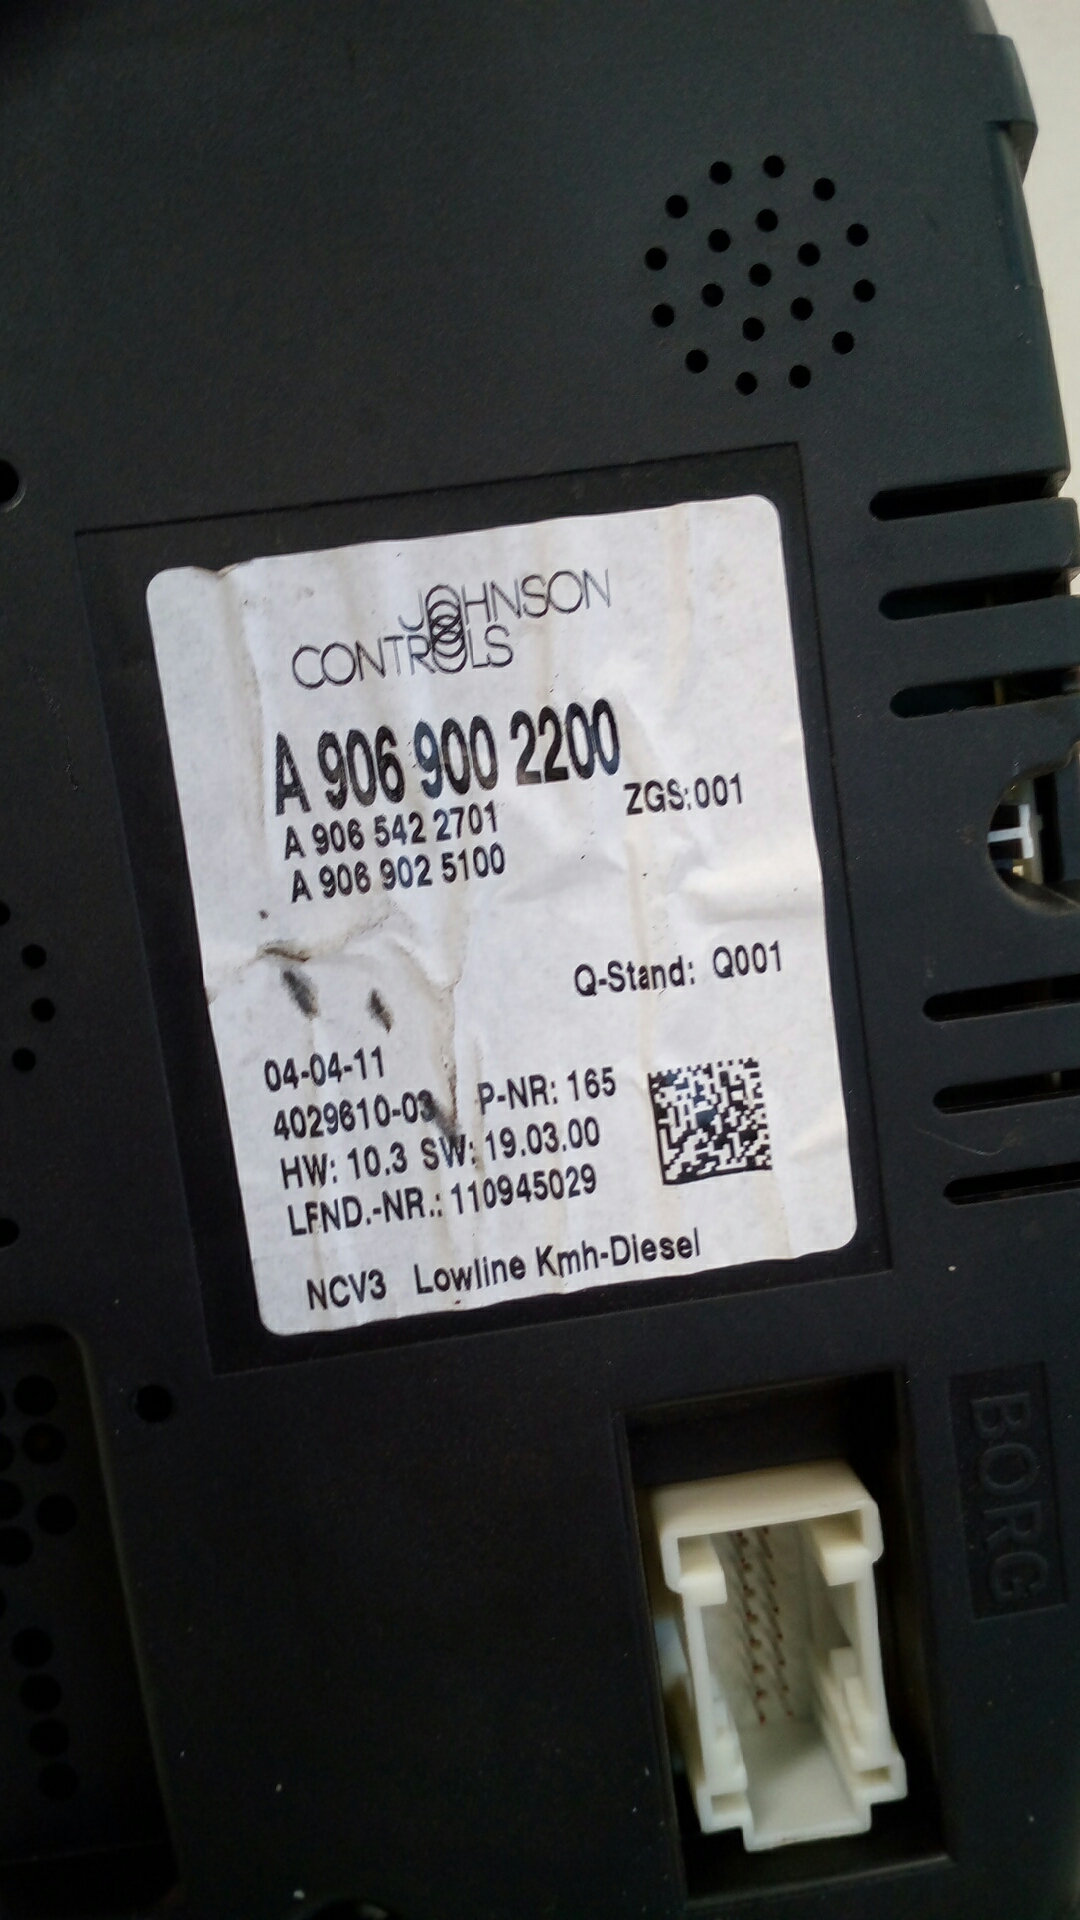 JOHNSON
CONTROLS
A 906 900 2200
ZGS:001
A 906 542 2701
A 906 902 5100
Q-Stand: Q001
04-04-11
4029610-03 P-NR: 165
HW: 10.3 SW: 19.03.00
LFND.-NR.: 110945029
NCV3 Lowline Kmh-Diesel
BORG